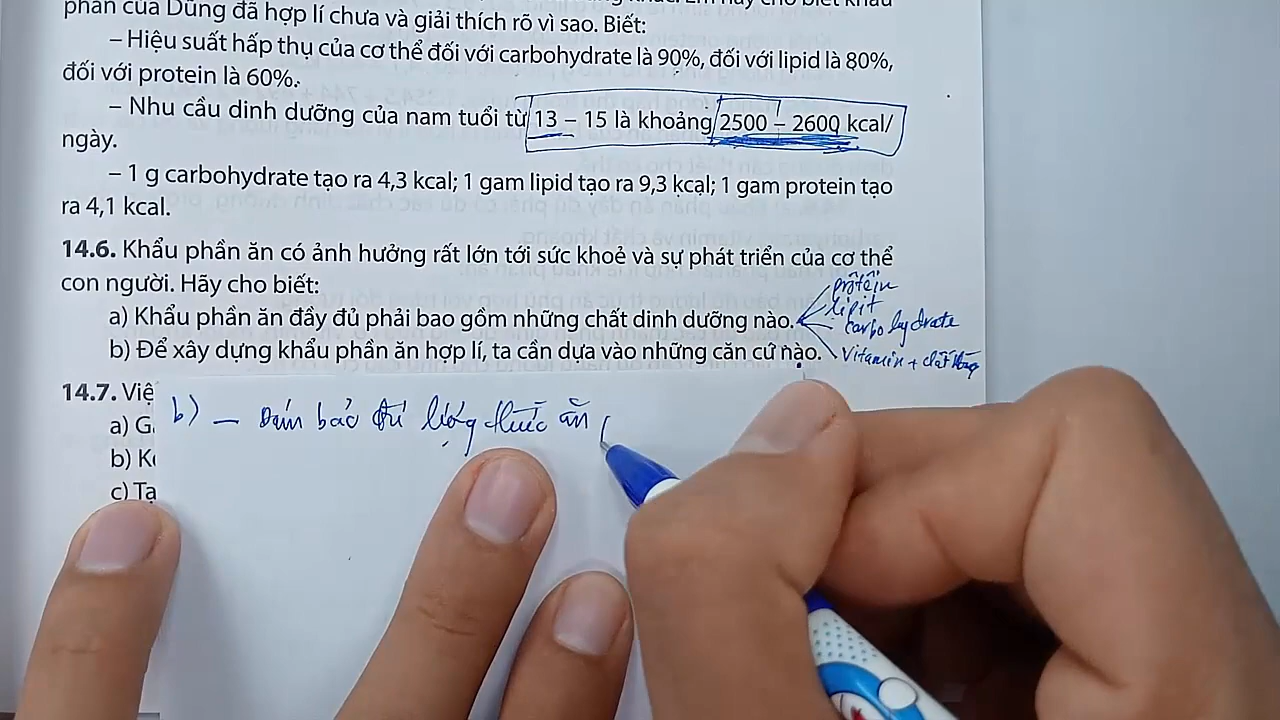 phần của Dũng đã hợp lí chưa và giải thích rõ vì sao. Biết:
– Hiệu suất hấp thụ của cơ thể đối với carbohydrate là 90%, đối với lipid là 80%,
đối với protein là 60%.
– Nhu cầu dinh dưỡng của nam tuổi từ 13 – 15 là khoảng 2500 – 2600 kcal/
ngày.
– 1 g carbohydrate tạo ra 4,3 kcal; 1 gam lipid tạo ra 9,3 kcal; 1 gam protein tạo
ra 4,1 kcal.
14.6. Khẩu phần ăn có ảnh hưởng rất lớn tới sức khoẻ và sự phát triển của cơ thể
con người. Hãy cho biết:
prôtêin
a) Khẩu phần ăn đầy đủ phải bao gồm những chất dinh dưỡng nào.
lipit
carbohydrate
b) Để xây dựng khẩu phần ăn hợp lí, ta cần dựa vào những căn cứ nào.
vitamin + chất khoáng
14.7. Việ
b) – Đảm bảo đủ lượng thức ăn (
a) G
b) K
c) Tạ